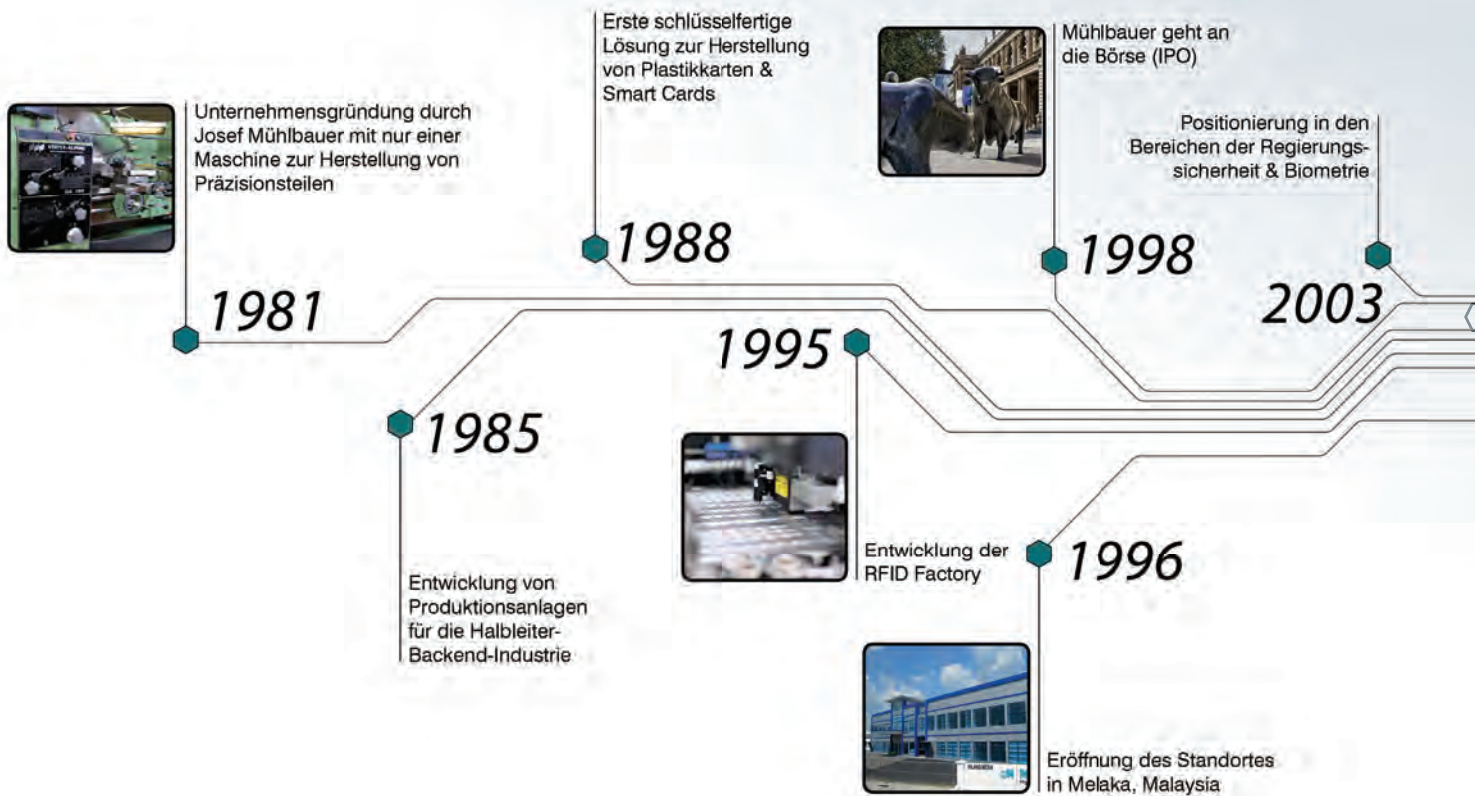 Unternehmensgründung durch
Josef Mühlbauer mit nur einer
Maschine zur Herstellung von
Präzisionsteilen
1981
Entwicklung von
Produktionsanlagen
für die Halbleiter-
Backend-Industrie
1985
Erste schlüsselfertige
Lösung zur Herstellung
von Plastikkarten &
Smart Cards
1988
1995
Entwicklung der
RFID Factory
1996
Eröffnung des Standortes
in Melaka, Malaysia
Mühlbauer geht an
die Börse (IPO)
1998
Positionierung in den
Bereichen der Regierungs-
sicherheit & Biometrie
2003